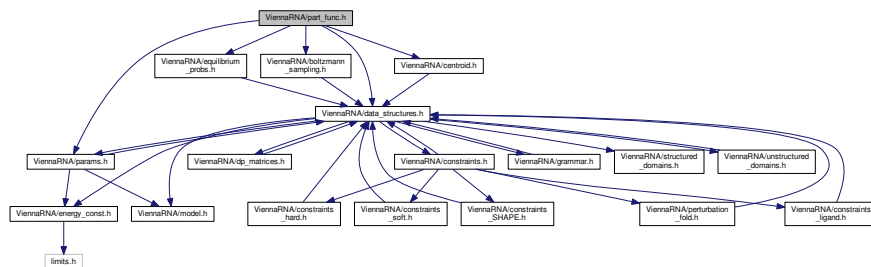 ViennaRNA/part_func.h
ViennaRNA/equilibrium
_probs.h
ViennaRNA/boltzmann
_sampling.h
ViennaRNA/centroid.h
ViennaRNA/data_structures.h
ViennaRNA/params.h
ViennaRNA/dp_matrices.h
ViennaRNA/constraints.h
ViennaRNA/grammar.h
ViennaRNA/structured
_domains.h
ViennaRNA/unstructured
_domains.h
ViennaRNA/energy_const.h
ViennaRNA/model.h
ViennaRNA/constraints
_hard.h
ViennaRNA/constraints
_soft.h
ViennaRNA/constraints
_SHAPE.h
ViennaRNA/perturbation
_fold.h
ViennaRNA/constraints
_ligand.h
limits.h